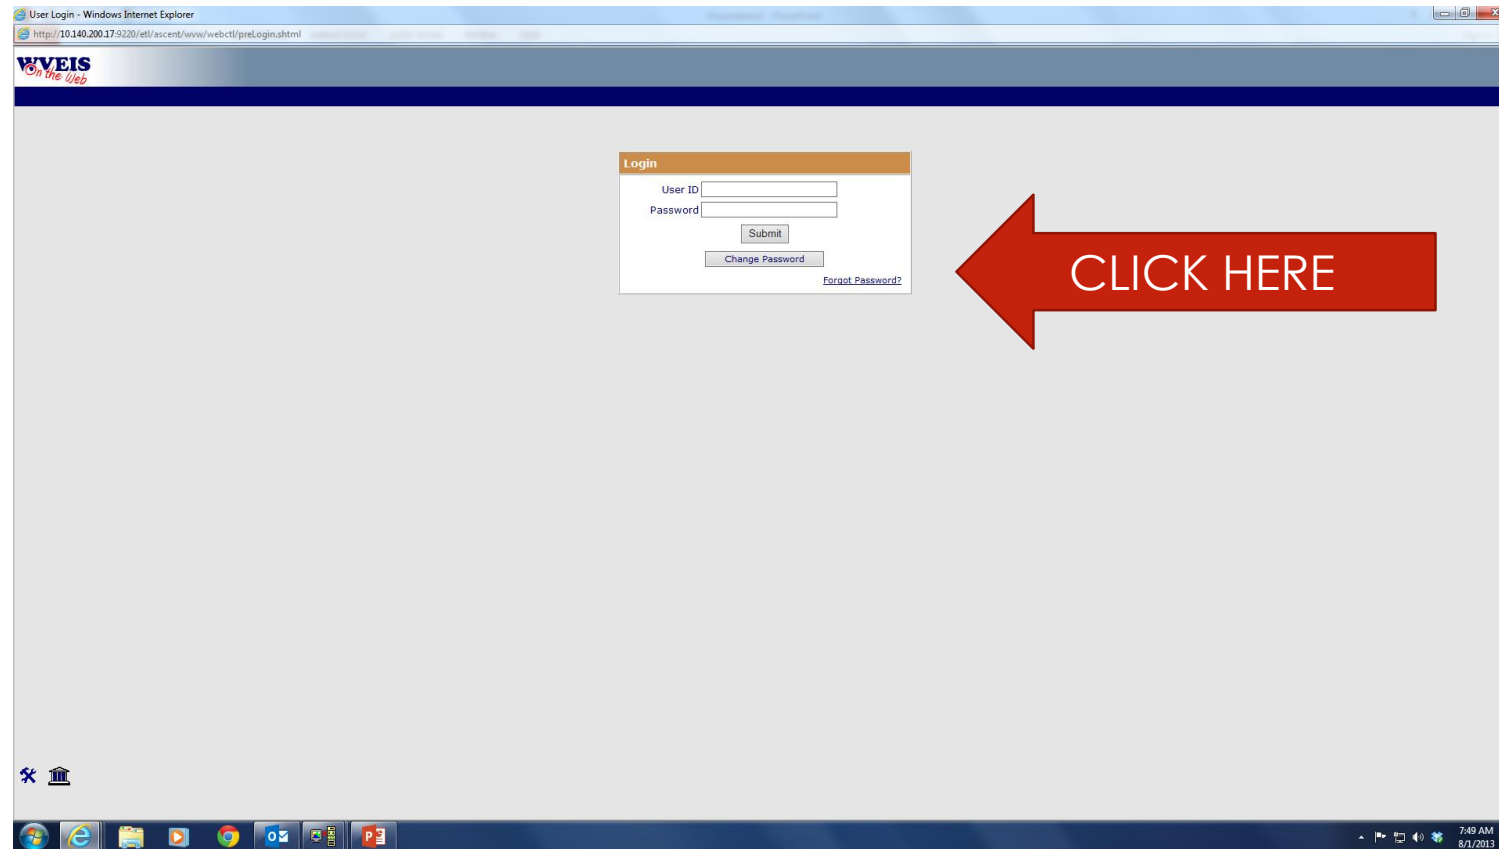 User Login - Windows Internet Explorer
http://10.140.200.17:9220/etl/ascent/wvw/webctl/preLogin.shtml
WVEIS
On the Web
Login
User ID
Password
Submit
Change Password
Forgot Password?
CLICK HERE
7:49 AM
8/1/2013